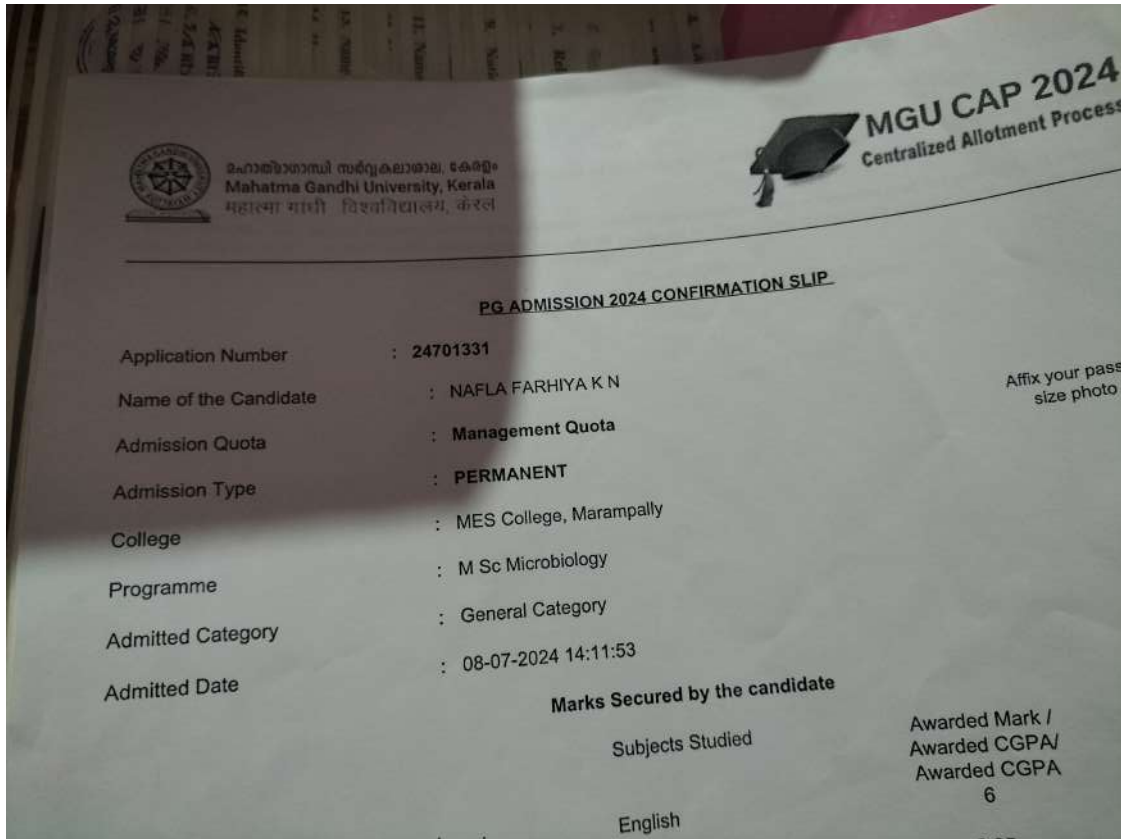 മഹാത്മാഗാന്ധി സർവ്വകലാശാല, കേരളം
Mahatma Gandhi University, Kerala
महात्मा गांधी विश्वविद्यालय, केरल
MGU CAP 2024
Centralized Allotment Process
PG ADMISSION 2024 CONFIRMATION SLIP
Application Number : 24701331
Name of the Candidate : NAFLA FARHIYA K N
Affix your pass
size photo
Admission Quota : Management Quota
Admission Type : PERMANENT
College : MES College, Marampally
Programme : M Sc Microbiology
Admitted Category : General Category
Admitted Date : 08-07-2024 14:11:53
Marks Secured by the candidate
Subjects Studied
Awarded Mark /
Awarded CGPA/
Awarded CGPA
English 6